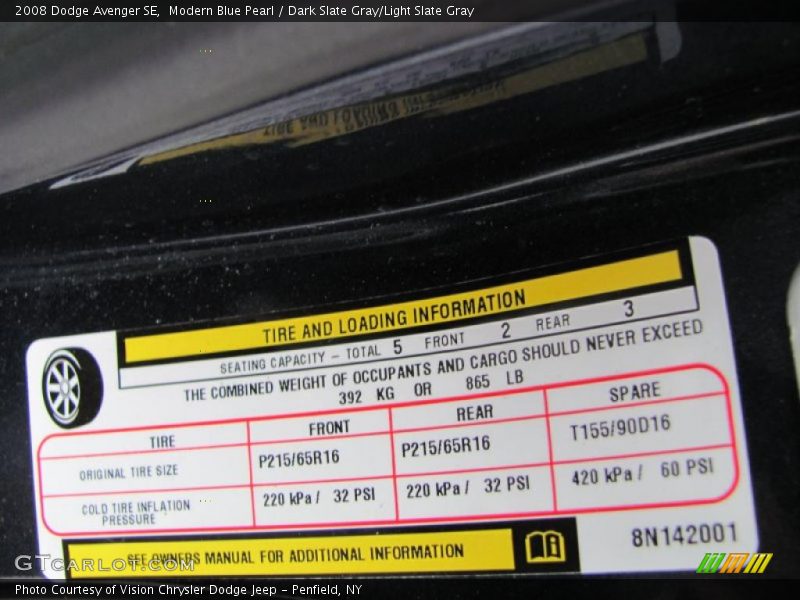 2008 Dodge Avenger SE,  Modern Blue Pearl / Dark Slate Gray/Light Slate Gray
TIRE AND LOADING INFORMATION
SEATING CAPACITY – TOTAL 5 FRONT 2 REAR 3
THE COMBINED WEIGHT OF OCCUPANTS AND CARGO SHOULD NEVER EXCEED
392 KG OR 865 LB
TIRE FRONT REAR SPARE
ORIGINAL TIRE SIZE P215/65R16 P215/65R16 T155/90D16
COLD TIRE INFLATION PRESSURE 220 kPa / 32 PSI 220 kPa / 32 PSI 420 kPa / 60 PSI
SEE OWNERS MANUAL FOR ADDITIONAL INFORMATION
8N142001
GTCarLot.com
Photo Courtesy of Vision Chrysler Dodge Jeep – Penfield, NY